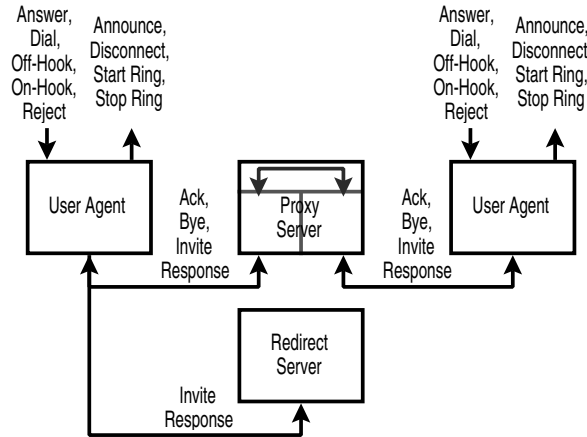 Answer,
Dial,
Off-Hook,
On-Hook,
Reject
Announce,
Disconnect,
Start Ring,
Stop Ring
Answer,
Dial,
Off-Hook,
On-Hook,
Reject
Announce,
Disconnect,
Start Ring,
Stop Ring
User Agent
Ack,
Bye,
Invite
Response
Proxy
Server
Ack,
Bye,
Invite
Response
User Agent
Redirect
Server
Invite
Response